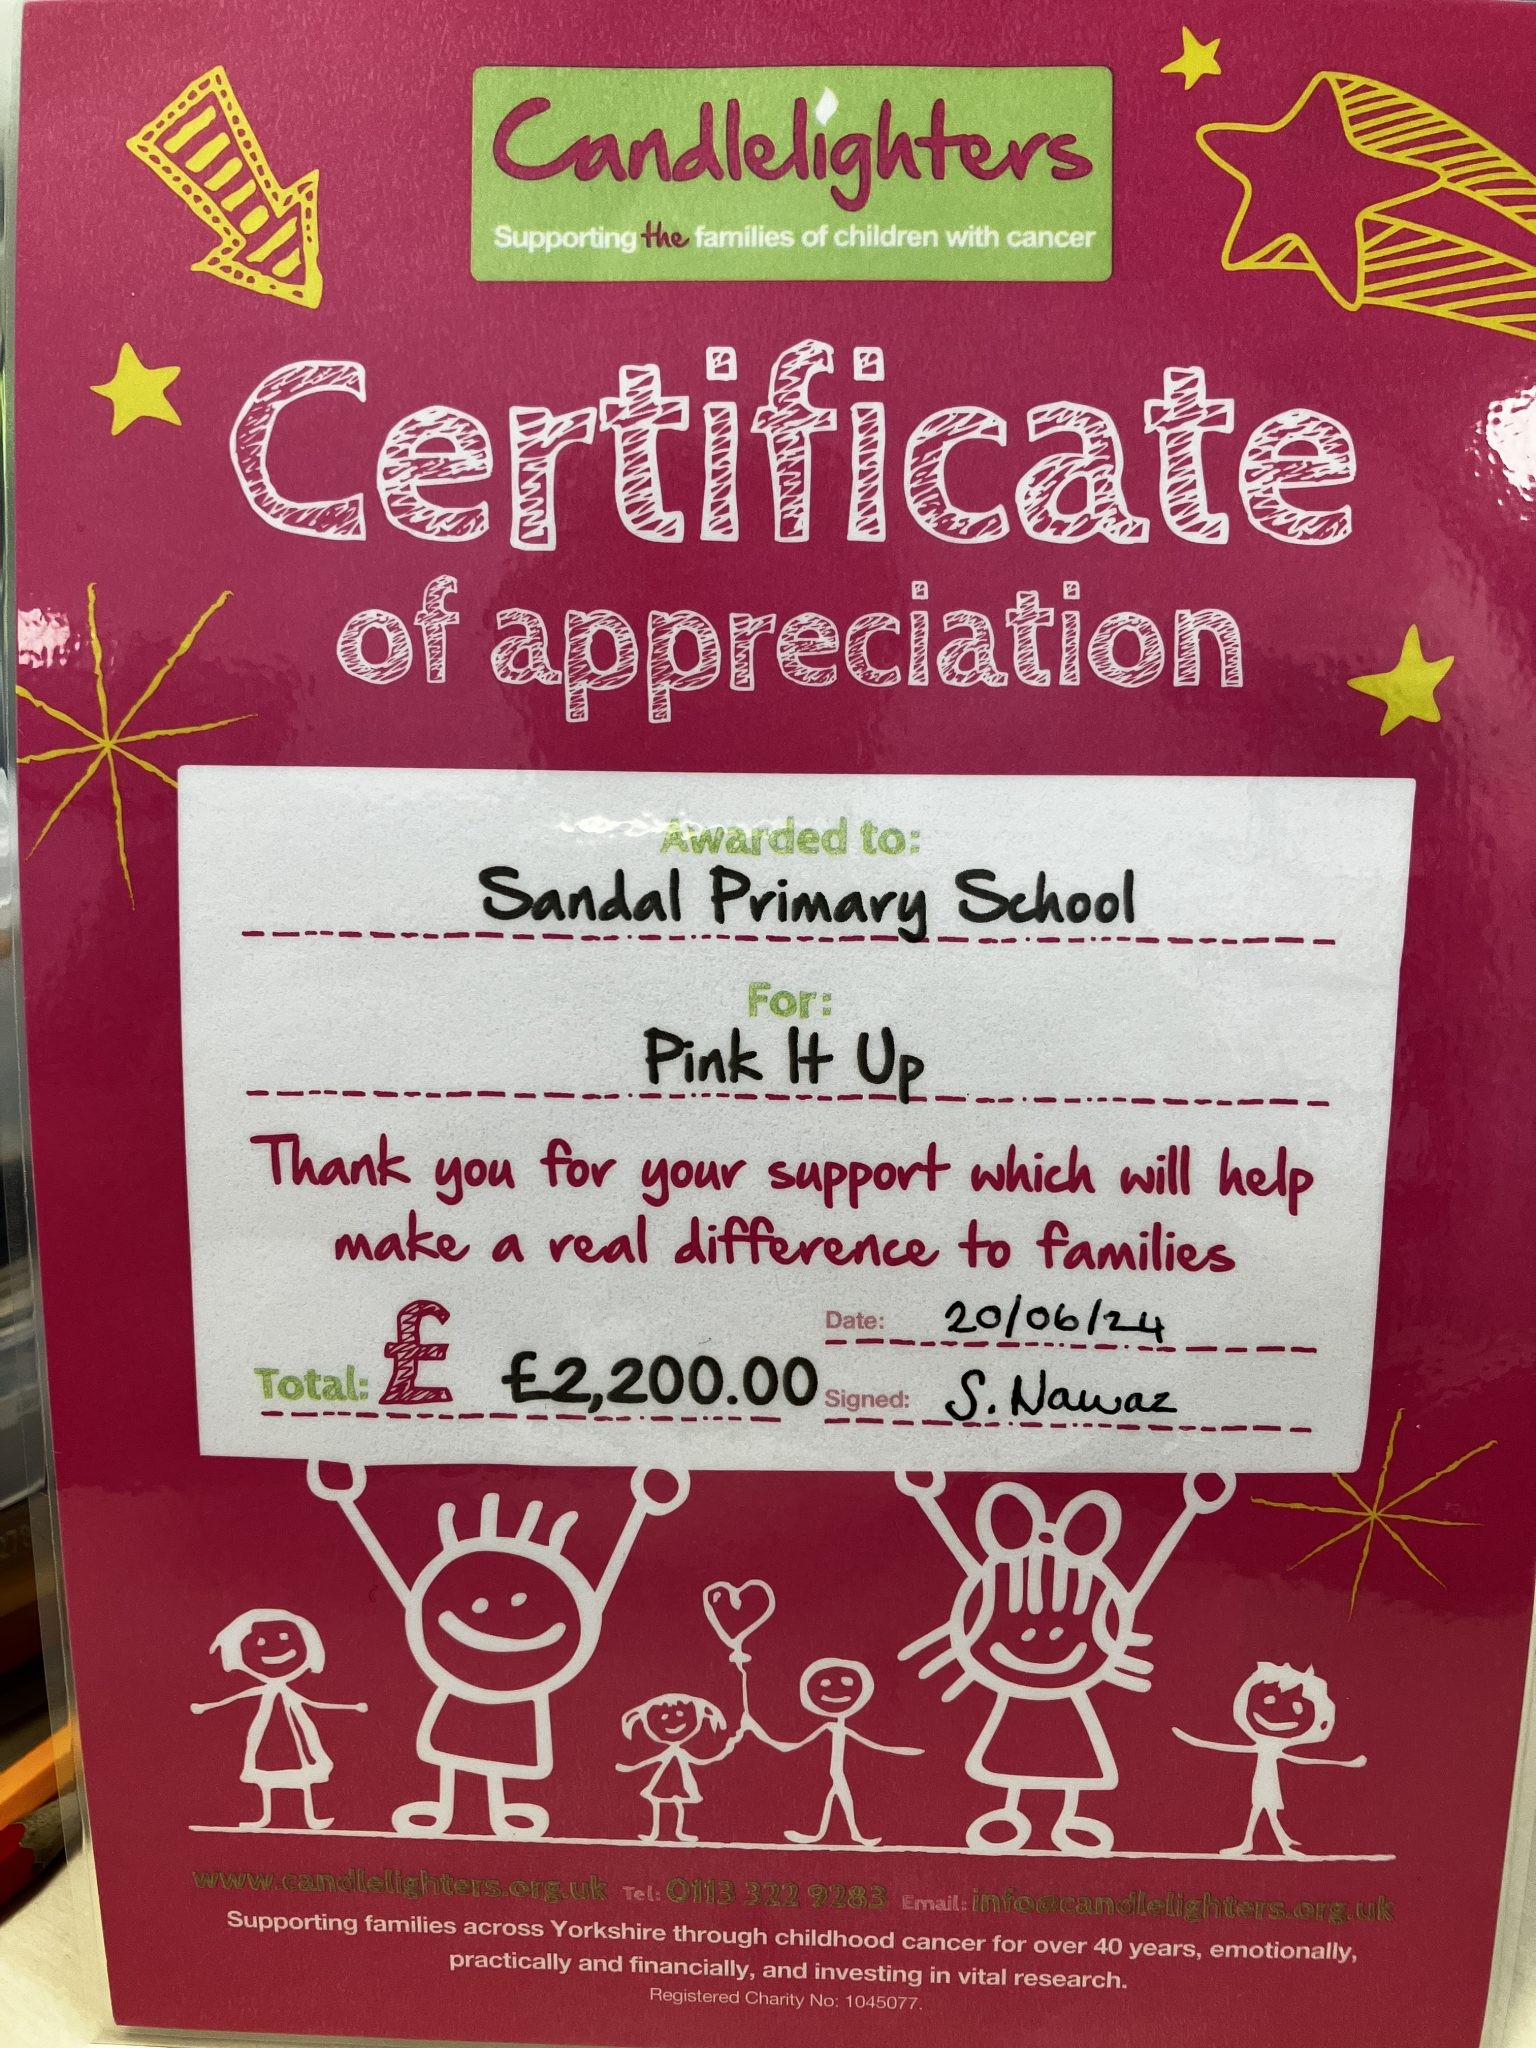 Candlelighters
Supporting the families of children with cancer
Certificate
of appreciation
Awarded to:
Sandal Primary School
For:
Pink It Up
Thank you for your support which will help
make a real difference to families
Date: 20/06/24
Total: £ £2,200.00
Signed: S. Nawaz
www.candlelighters.org.uk Tel: 0113 322 9283 Email: info@candlelighters.org.uk
Supporting families across Yorkshire through childhood cancer for over 40 years, emotionally,
practically and financially, and investing in vital research.
Registered Charity No: 1045077.